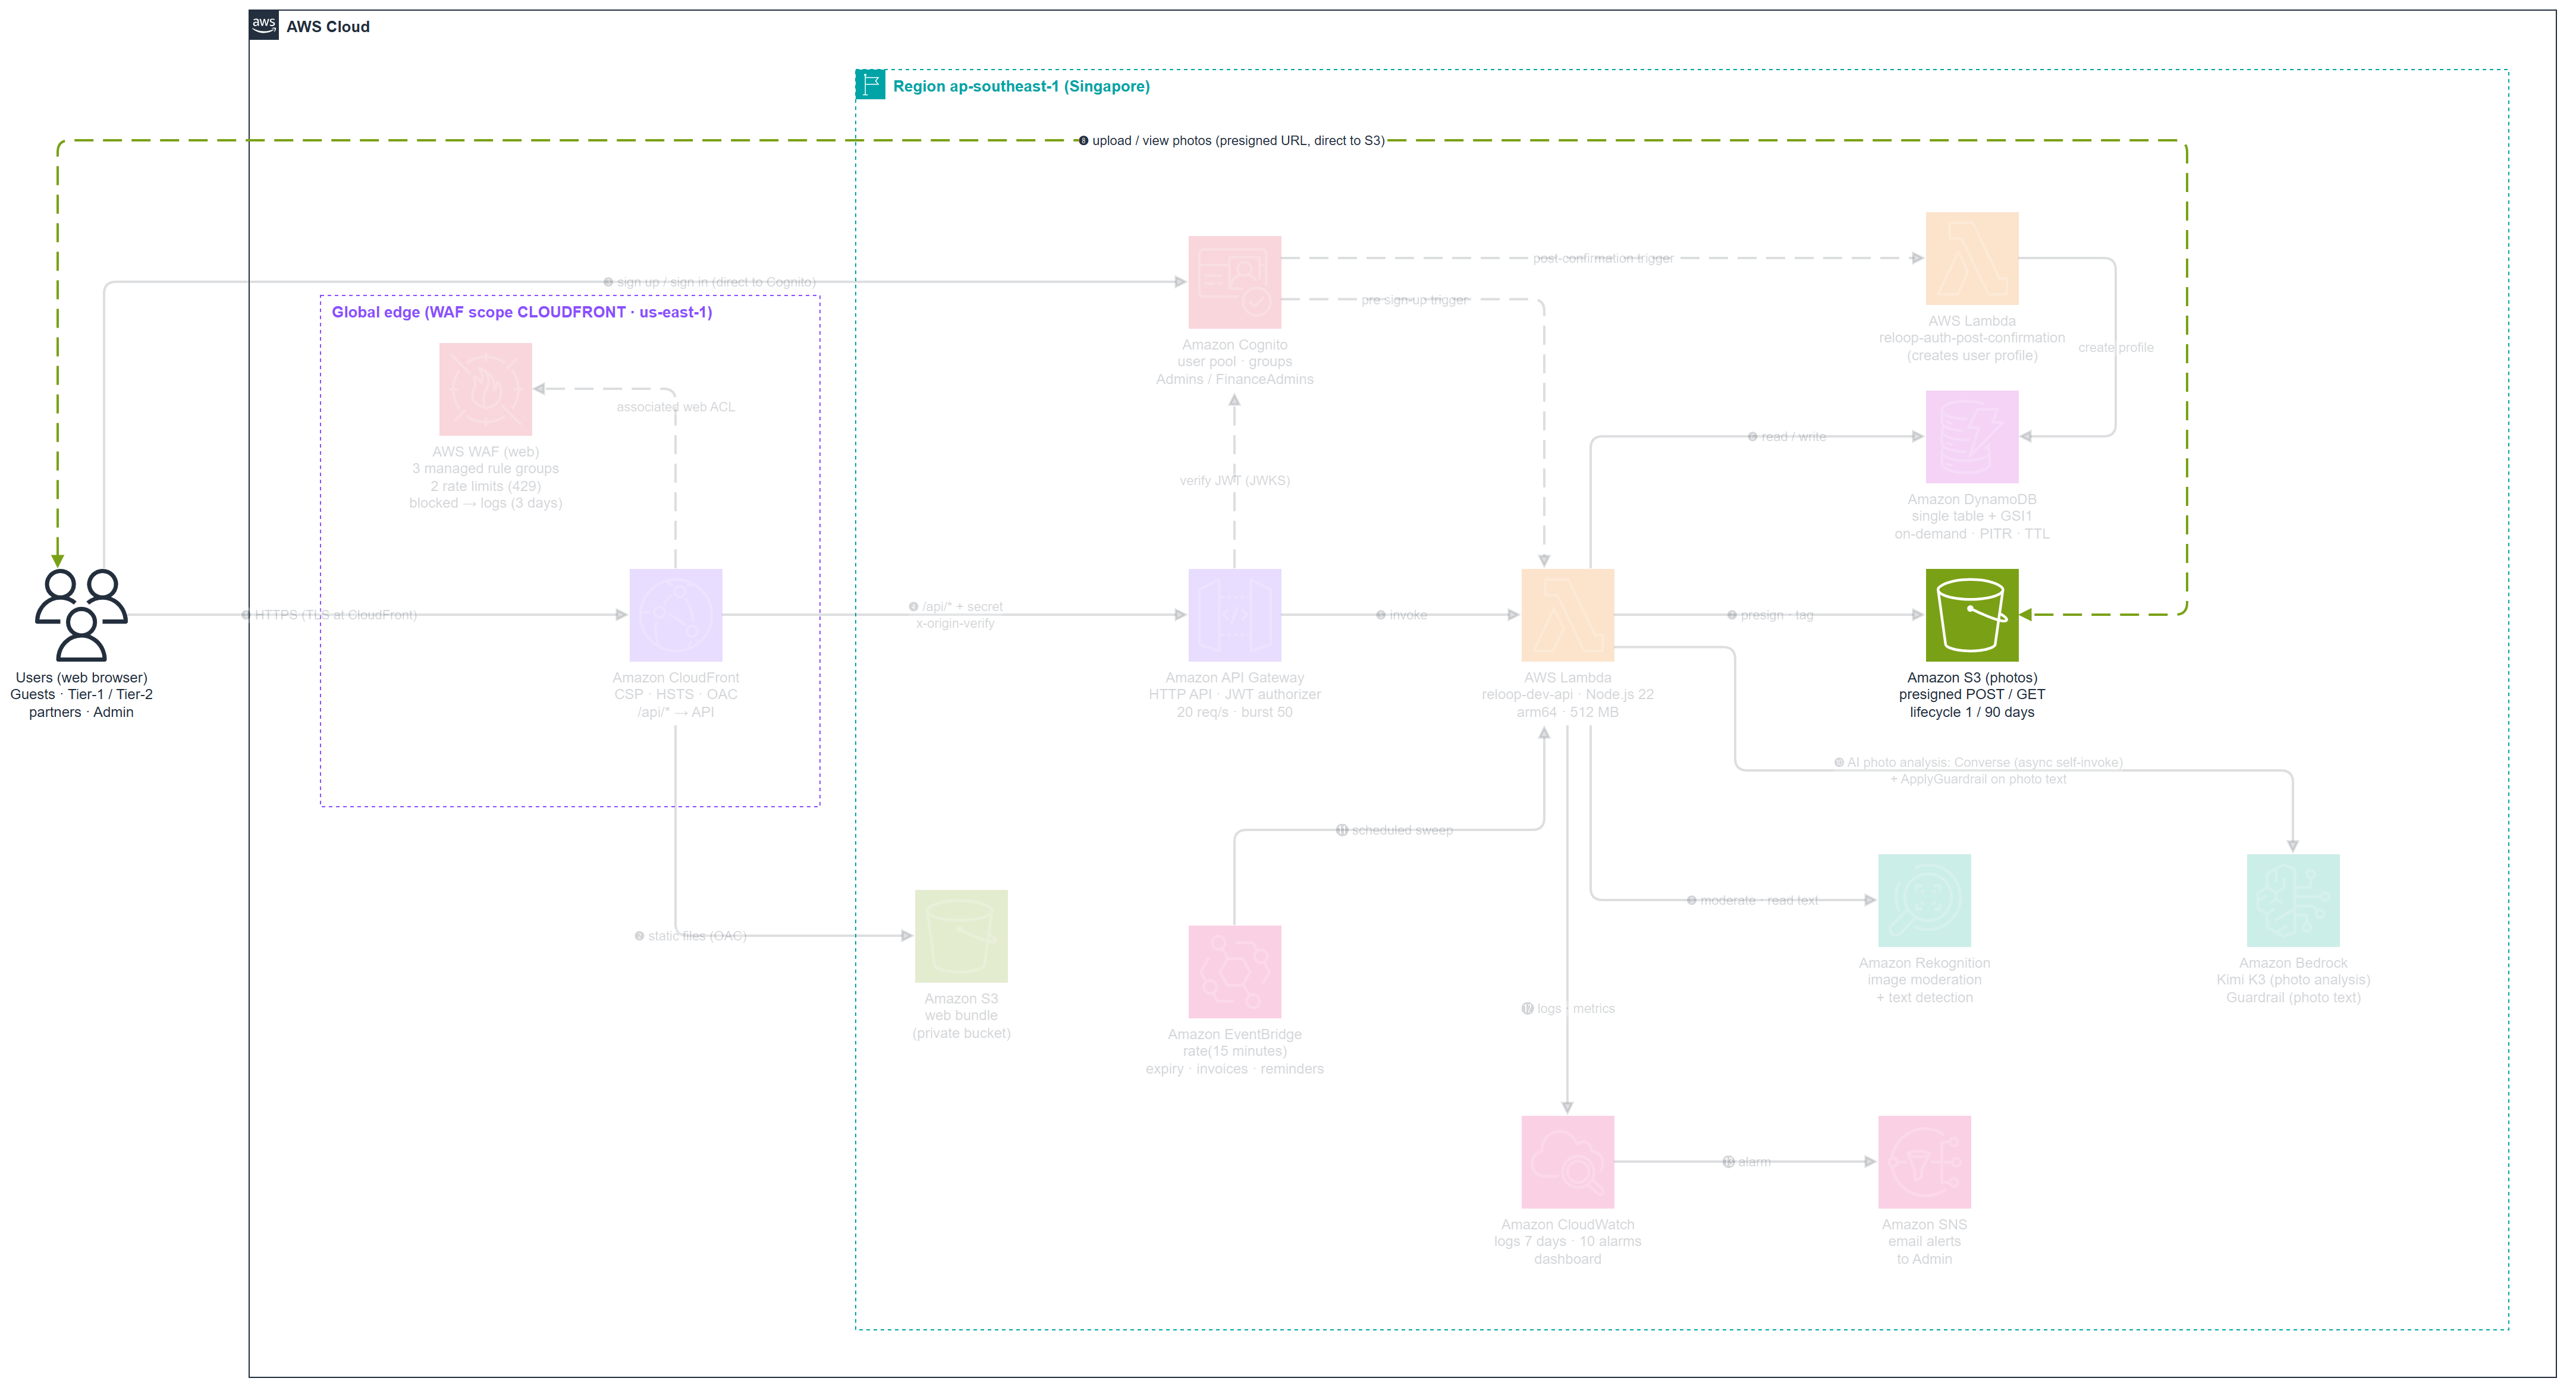 aws
AWS Cloud
Region ap-southeast-1 (Singapore)
❽ upload / view photos (presigned URL, direct to S3)
❸ sign up / sign in (direct to Cognito)
Global edge (WAF scope CLOUDFRONT · us-east-1)
AWS WAF (web)
3 managed rule groups
2 rate limits (429)
blocked → logs (3 days)
associated web ACL
Amazon Cognito
user pool · groups
Admins / FinanceAdmins
post-confirmation trigger
pre sign-up trigger
AWS Lambda
reloop-auth-post-confirmation
(creates user profile)
create profile
verify JWT (JWKS)
❻ read / write
Amazon DynamoDB
single table + GSI1
on-demand · PITR · TTL
Users (web browser)
Guests · Tier-1 / Tier-2
partners · Admin
❶ HTTPS (TLS at CloudFront)
Amazon CloudFront
CSP · HSTS · OAC
/api/* → API
❹ /api/* + secret
x-origin-verify
Amazon API Gateway
HTTP API · JWT authorizer
20 req/s · burst 50
❺ invoke
AWS Lambda
reloop-dev-api · Node.js 22
arm64 · 512 MB
❼ presign · tag
Amazon S3 (photos)
presigned POST / GET
lifecycle 1 / 90 days
❿ AI photo analysis: Converse (async self-invoke)
+ ApplyGuardrail on photo text
⓫ scheduled sweep
❾ moderate · read text
❷ static files (OAC)
Amazon S3
web bundle
(private bucket)
Amazon EventBridge
rate(15 minutes)
expiry · invoices · reminders
Amazon Rekognition
image moderation
+ text detection
Amazon Bedrock
Kimi K3 (photo analysis)
Guardrail (photo text)
⓬ logs · metrics
Amazon CloudWatch
logs 7 days · 10 alarms
dashboard
⓭ alarm
Amazon SNS
email alerts
to Admin